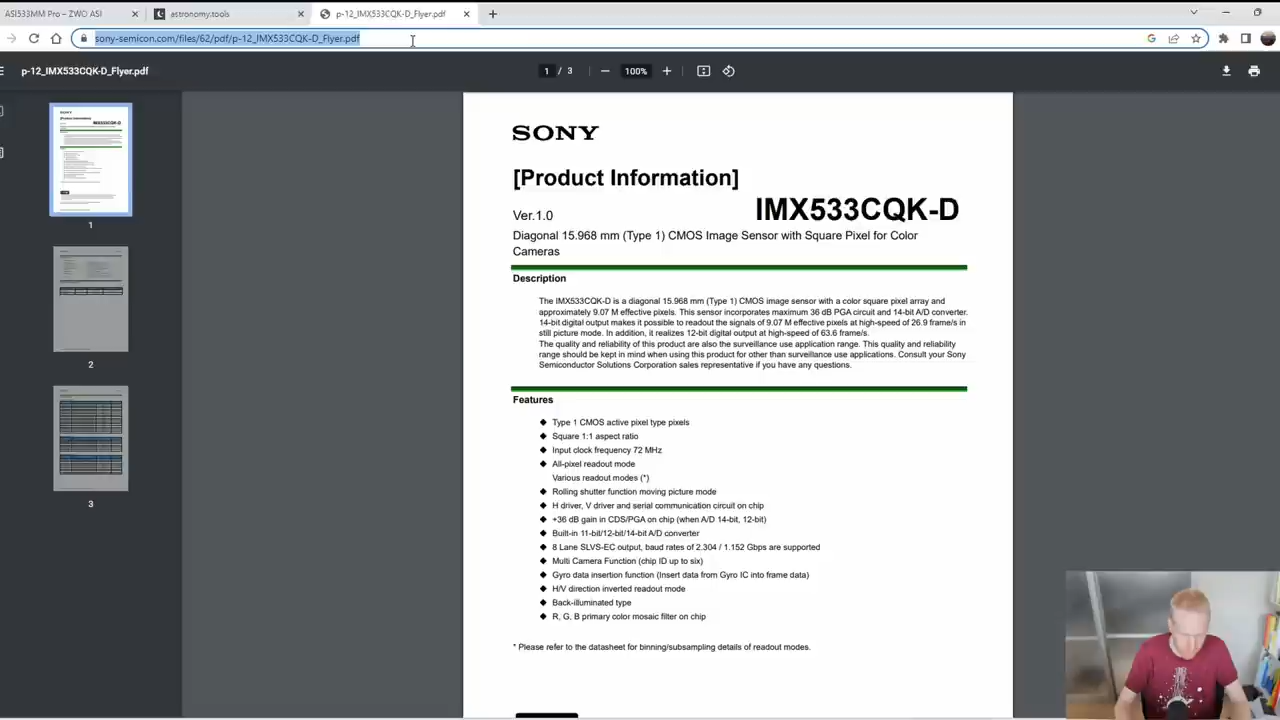 ASI533MM Pro – ZWO ASI
astronomy.tools
p-12_IMX533CQK-D_Flyer.pdf
sony-semicon.com/files/62/pdf/p-12_IMX533CQK-D_Flyer.pdf
p-12_IMX533CQK-D_Flyer.pdf
1 / 3
100%
1
2
3
SONY
[Product Information]
IMX533CQK-D
Ver.1.0
Diagonal 15.968 mm (Type 1) CMOS Image Sensor with Square Pixel for Color
Cameras
Description
The IMX533CQK-D is a diagonal 15.968 mm (Type 1) CMOS image sensor with a color square pixel array and
approximately 9.07 M effective pixels. This sensor incorporates maximum 36 dB PGA circuit and 14-bit A/D converter.
14-bit digital output makes it possible to readout the signals of 9.07 M effective pixels at high-speed of 26.9 frame/s in
still picture mode. In addition, it realizes 12-bit digital output at high-speed of 63.6 frame/s.
The quality and reliability of this product are also the surveillance use application range. This quality and reliability
range should be kept in mind when using this product for other than surveillance use applications. Consult your Sony
Semiconductor Solutions Corporation sales representative if you have any questions.
Features
◆ Type 1 CMOS active pixel type pixels
◆ Square 1:1 aspect ratio
◆ Input clock frequency 72 MHz
◆ All-pixel readout mode
Various readout modes (*)
◆ Rolling shutter function moving picture mode
◆ H driver, V driver and serial communication circuit on chip
◆ +36 dB gain in CDS/PGA on chip (when A/D 14-bit, 12-bit)
◆ Built-in 11-bit/12-bit/14-bit A/D converter
◆ 8 Lane SLVS-EC output, baud rates of 2.304 / 1.152 Gbps are supported
◆ Multi Camera Function (chip ID up to six)
◆ Gyro data insertion function (Insert data from Gyro IC into frame data)
◆ H/V direction inverted readout mode
◆ Back-illuminated type
◆ R, G, B primary color mosaic filter on chip
* Please refer to the datasheet for binning/subsampling details of readout modes.